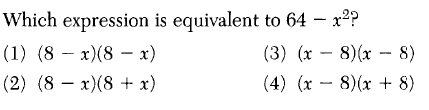 Which expression is equivalent to 64 − x²?
(1) (8 − x)(8 − x) (3) (x − 8)(x − 8)
(2) (8 − x)(8 + x) (4) (x − 8)(x + 8)